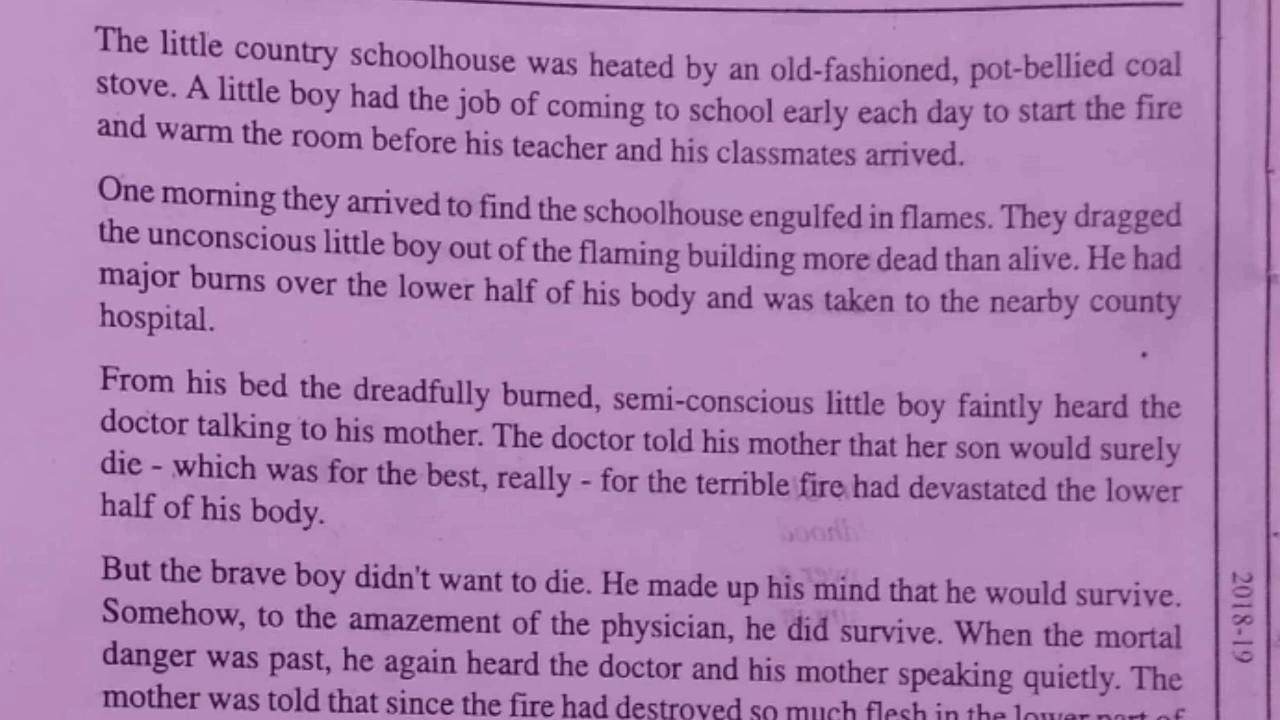 The little country schoolhouse was heated by an old-fashioned, pot-bellied coal
stove. A little boy had the job of coming to school early each day to start the fire
and warm the room before his teacher and his classmates arrived.
One morning they arrived to find the schoolhouse engulfed in flames. They dragged
the unconscious little boy out of the flaming building more dead than alive. He had
major burns over the lower half of his body and was taken to the nearby county
hospital.
From his bed the dreadfully burned, semi-conscious little boy faintly heard the
doctor talking to his mother. The doctor told his mother that her son would surely
die - which was for the best, really - for the terrible fire had devastated the lower
half of his body.
But the brave boy didn't want to die. He made up his mind that he would survive.
Somehow, to the amazement of the physician, he did survive. When the mortal
danger was past, he again heard the doctor and his mother speaking quietly. The
mother was told that since the fire had destroyed so much flesh in the lower part of
2018-19